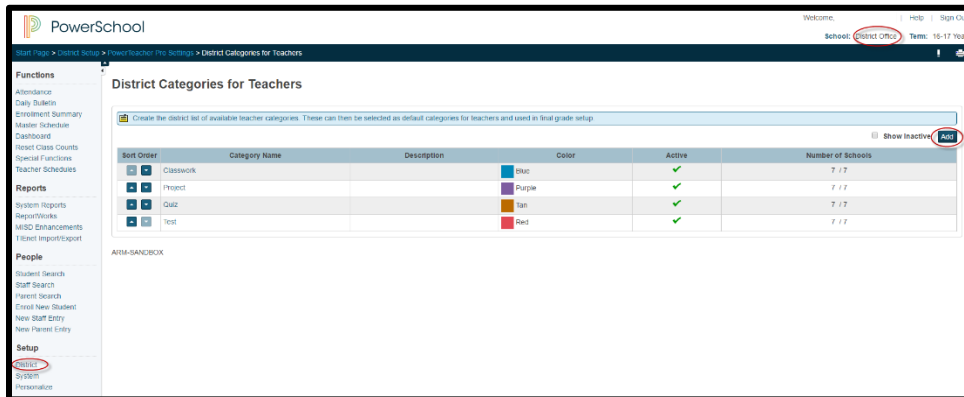 PowerSchool
Welcome, | Help | Sign Ou
School: District Office Term: 16-17 Yea
Start Page > District Setup > PowerTeacher Pro Settings > District Categories for Teachers
Functions
Attendance
Daily Bulletin
Enrollment Summary
Master Schedule
Dashboard
Reset Class Counts
Special Functions
Teacher Schedules
Reports
System Reports
ReportWorks
MISD Enhancements
TIEnet Import/Export
People
Student Search
Staff Search
Parent Search
Enroll New Student
New Staff Entry
New Parent Entry
Setup
District
System
Personalize
District Categories for Teachers
Create the district list of available teacher categories. These can then be selected as default categories for teachers and used in final grade setup.
Show Inactive Add
Sort Order Category Name Description Color Active Number of Schools
Classwork Blue 7 / 7
Project Purple 7 / 7
Quiz Tan 7 / 7
Test Red 7 / 7
ARM-SANDBOX